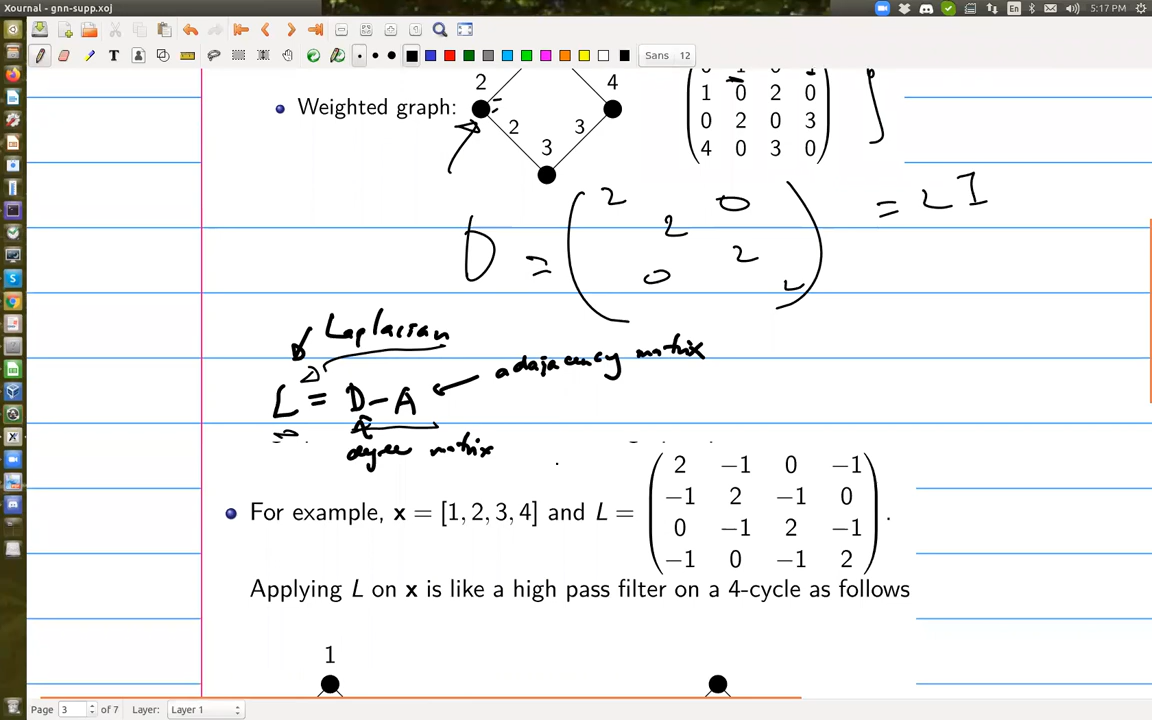 Xournal - gnn-supp.xoj
En
5:17 PM
Sans 12
2
4
Weighted graph:
2
3
3
1 0 2 0
0 2 0 3
4 0 3 0
D = ( 2 0 2 2 0 2 ) = 2I
Laplacian
adajacency matrix
L = D - A
degree matrix
For example, x = [1, 2, 3, 4] and L =
2 −1 0 −1
−1 2 −1 0
0 −1 2 −1
−1 0 −1 2
.
Applying L on x is like a high pass filter on a 4-cycle as follows
1
Page 3 of 7 Layer: Layer 1